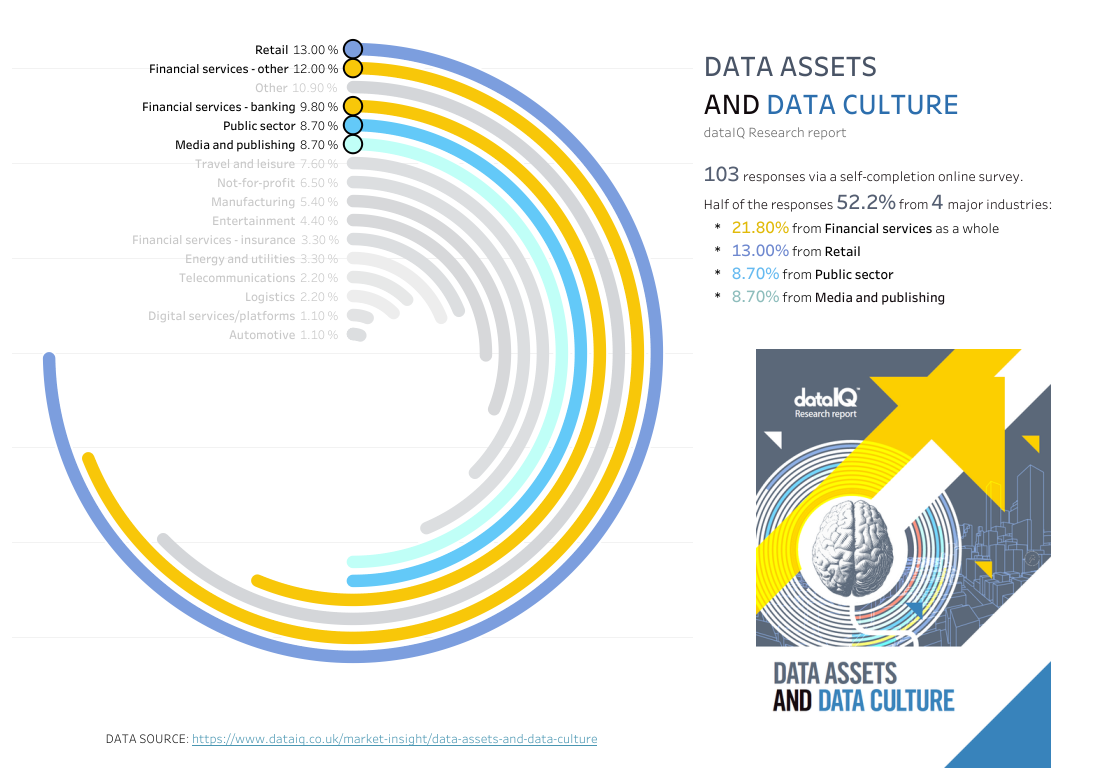 Retail 13.00 %
Financial services - other 12.00 %
Other 10.90 %
Financial services - banking 9.80 %
Public sector 8.70 %
Media and publishing 8.70 %
Travel and leisure 7.60 %
Not-for-profit 6.50 %
Manufacturing 5.40 %
Entertainment 4.40 %
Financial services - insurance 3.30 %
Energy and utilities 3.30 %
Telecommunications 2.20 %
Logistics 2.20 %
Digital services/platforms 1.10 %
Automotive 1.10 %
DATA ASSETS
AND DATA CULTURE
dataIQ Research report
103 responses via a self-completion online survey.
Half of the responses 52.2% from 4 major industries:
* 21.80% from Financial services as a whole
* 13.00% from Retail
* 8.70% from Public sector
* 8.70% from Media and publishing
dataIQ™
Research report
DATA ASSETS
AND DATA CULTURE
DATA SOURCE: https://www.dataiq.co.uk/market-insight/data-assets-and-data-culture